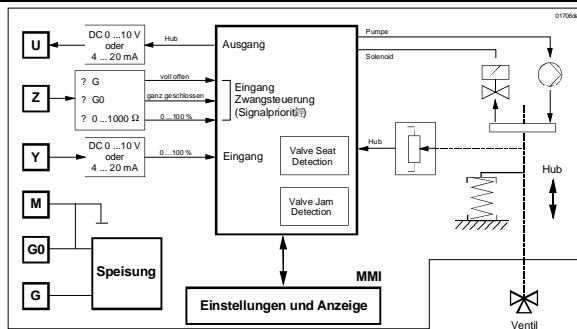 01706de
U
DC 0 ...10 V
oder
4 ... 20 mA
Hub
Ausgang
Pumpe
Solenoid
Z
? G
? G0
? 0...1000 Ω
voll offen
ganz geschlossen
0 ...100 %
Eingang
Zwangsteuerung
Y
DC 0 ...10 V
oder
4 ... 20 mA
0 ...100 %
Eingang
Valve Seat
Detection
Valve Jam
Detection
Hub
Hub
M
G0
G
Speisung
MMI
Einstellungen und Anzeige
Ventil